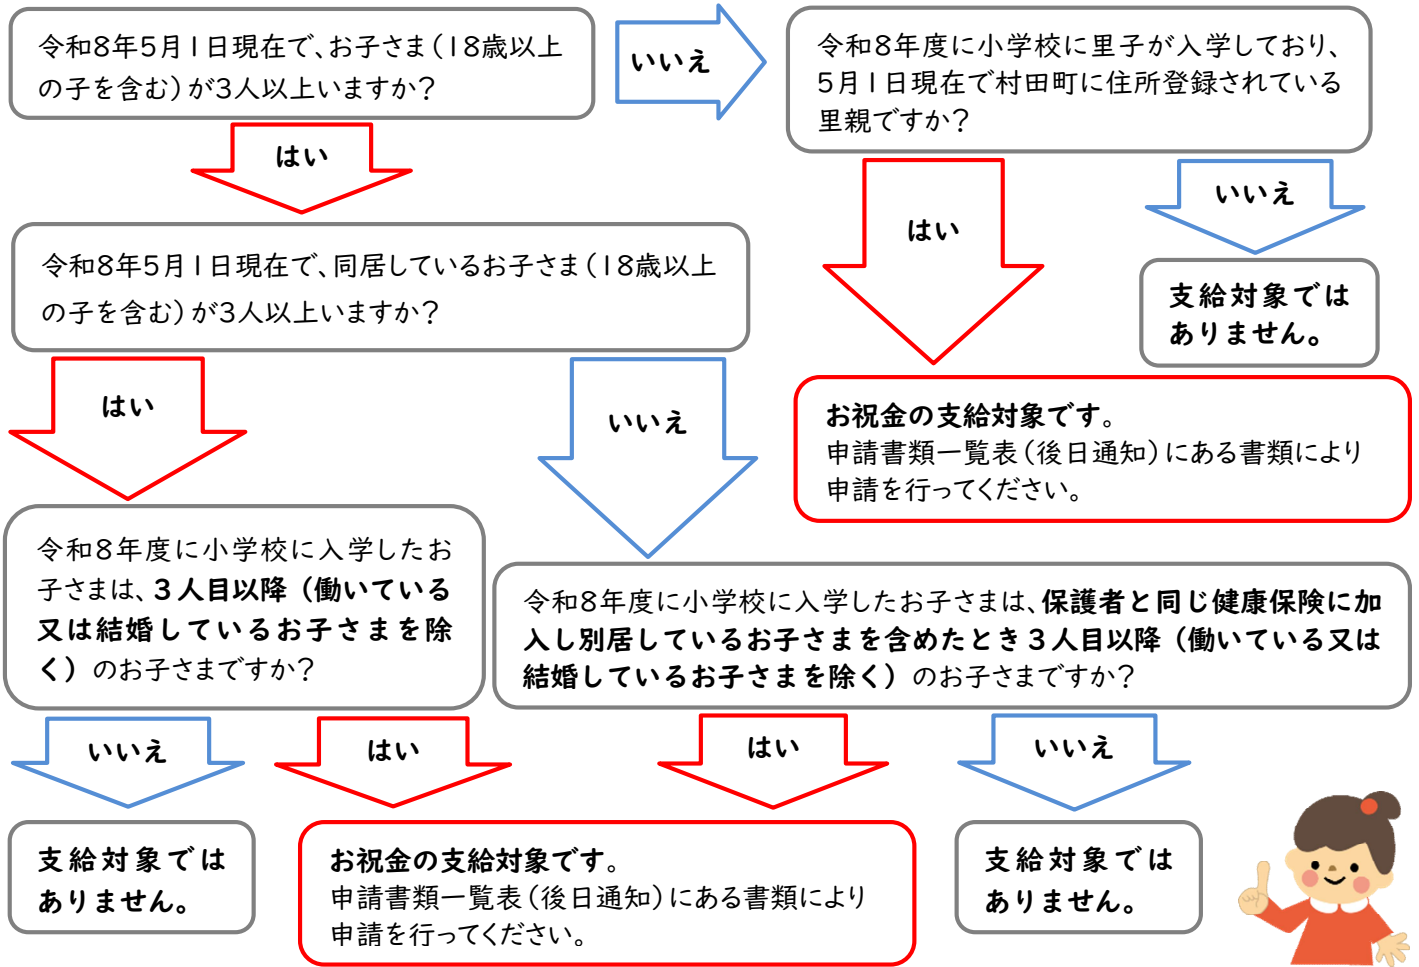 令和8年5月1日現在で、お子さま（18歳以上
の子を含む）が3人以上いますか？
いいえ
令和8年度に小学校に里子が入学しており、
5月1日現在で村田町に住所登録されている
里親ですか？
はい
はい
いいえ
令和8年5月1日現在で、同居しているお子さま（18歳以上
の子を含む）が3人以上いますか？
支給対象では
ありません。
はい
いいえ
お祝金の支給対象です。
申請書類一覧表（後日通知）にある書類により
申請を行ってください。
令和8年度に小学校に入学したお
子さまは、３人目以降（働いている
又は結婚しているお子さまを除
く）のお子さまですか？
令和8年度に小学校に入学したお子さまは、保護者と同じ健康保険に加
入し別居しているお子さまを含めたとき３人目以降（働いている又は
結婚しているお子さまを除く）のお子さまですか？
いいえ
はい
はい
いいえ
支給対象では
ありません。
お祝金の支給対象です。
申請書類一覧表（後日通知）にある書類により
申請を行ってください。
支給対象では
ありません。